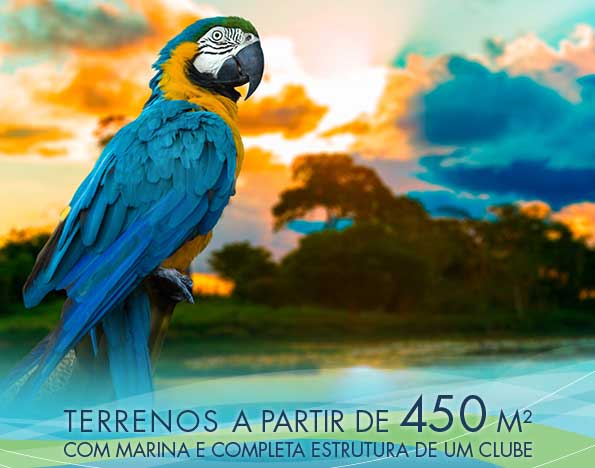 TERRENOS A PARTIR DE 450 M²
COM MARINA E COMPLETA ESTRUTURA DE UM CLUBE